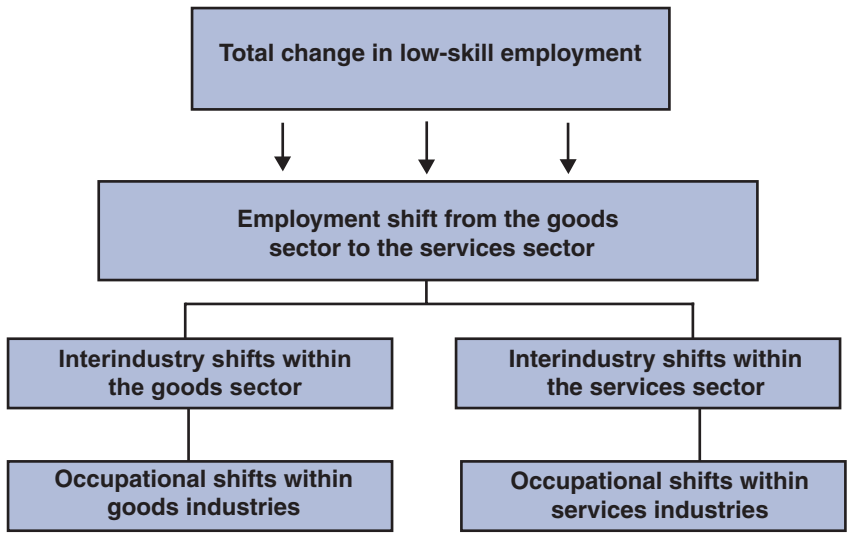 Total change in low-skill employment
Employment shift from the goods
sector to the services sector
Interindustry shifts within
the goods sector
Interindustry shifts within
the services sector
Occupational shifts within
goods industries
Occupational shifts within
services industries